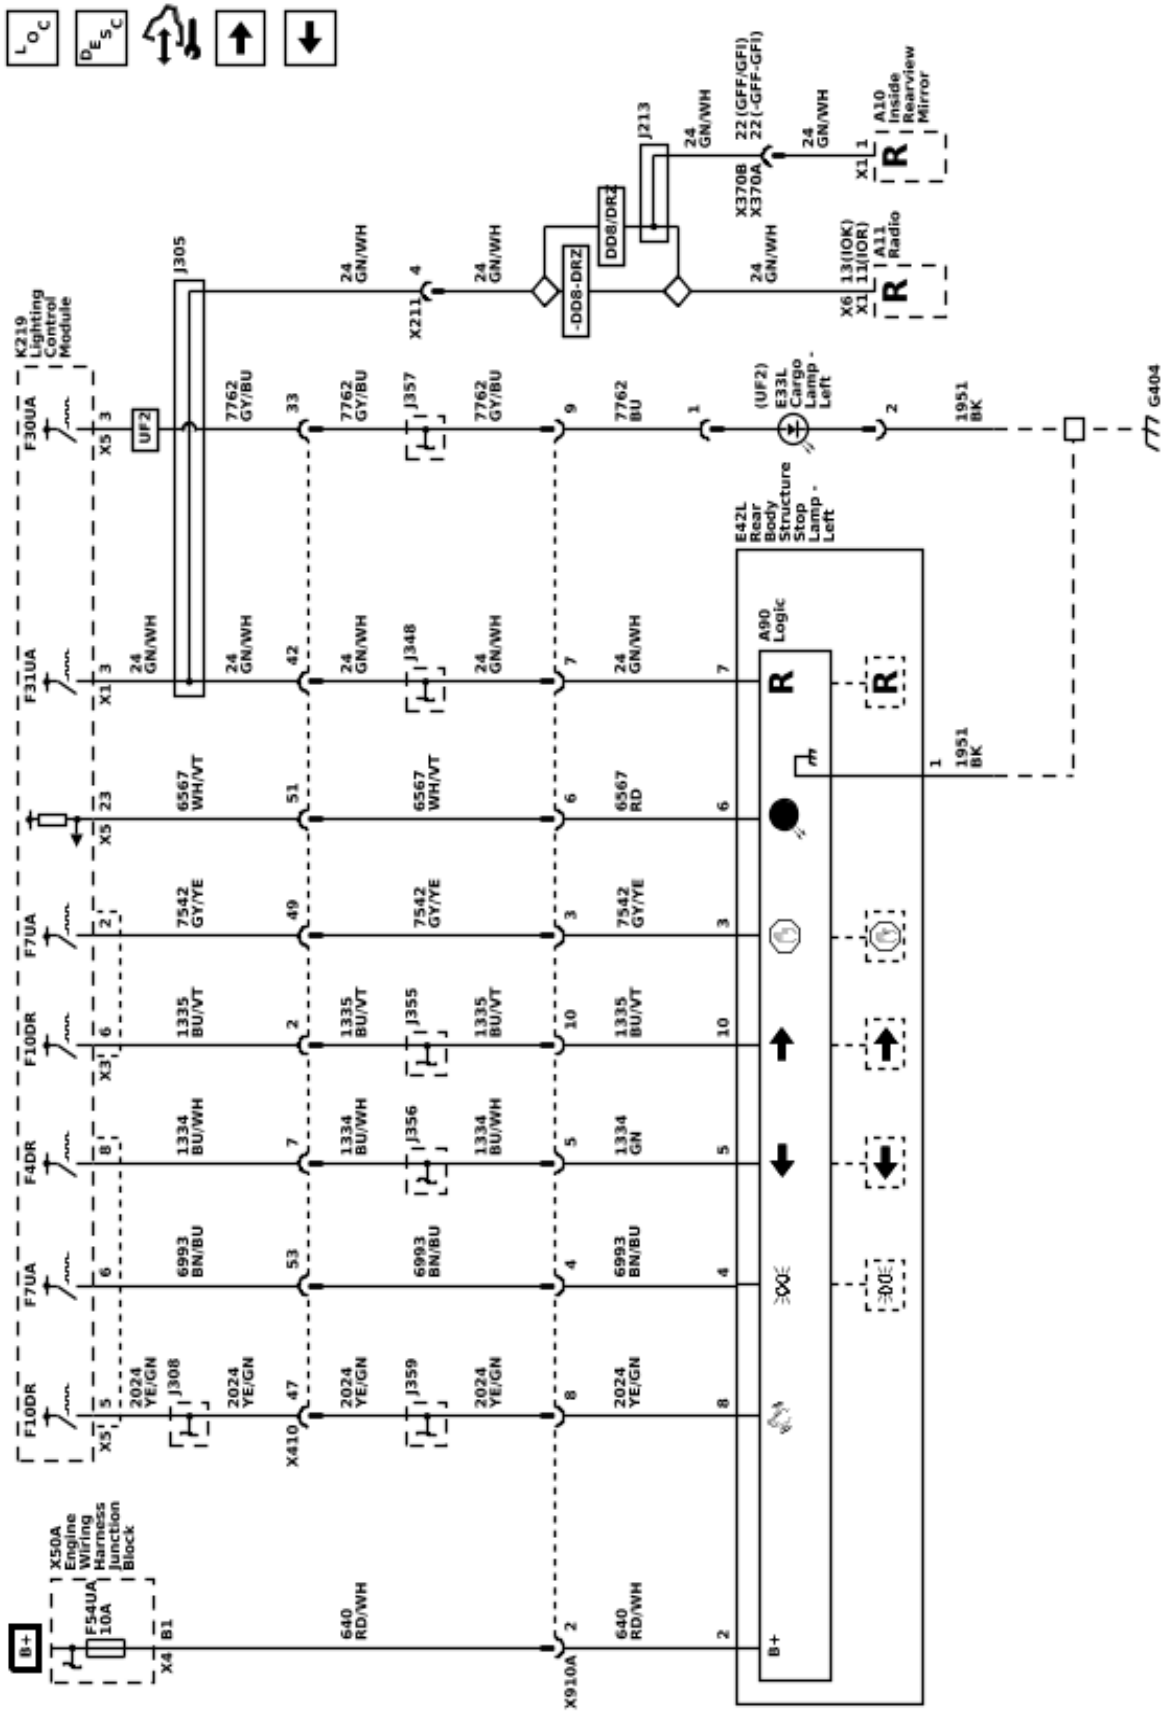 LOC
DESC
B+
X50A
Engine
Wiring
Harness
Junction
Block
F54UA
10A
X4
B1
640
RD/WH
X910A
2
640
RD/WH
2
B+
K219
Lighting
Control
Module
F10DR
X5
5
2024
YE/GN
J308
2024
YE/GN
X410
47
2024
YE/GN
J359
2024
YE/GN
8
2024
YE/GN
8
F7UA
6
6993
BN/BU
53
6993
BN/BU
4
6993
BN/BU
4
F4DR
8
1334
BU/WH
7
1334
BU/WH
J356
1334
BU/WH
5
1334
GN
5
F10DR
X3
6
1335
BU/VT
2
1335
BU/VT
J355
1335
BU/VT
10
1335
BU/VT
10
F7UA
2
7542
GY/YE
49
7542
GY/YE
3
7542
GY/YE
3
X5
23
6567
WH/VT
51
6567
WH/VT
6
6567
RD
6
F31UA
X1
3
24
GN/WH
24
GN/WH
42
24
GN/WH
J348
24
GN/WH
7
24
GN/WH
7
R
R
A90
Logic
E42L
Rear
Body
Structure
Stop
Lamp -
Left
1
1951
BK
F30UA
X5
3
UF2
7762
GY/BU
33
7762
GY/BU
J357
7762
GY/BU
9
7762
BU
1
(UF2)
E33L
Cargo
Lamp -
Left
2
1951
BK
G404
J305
24
GN/WH
X211
4
24
GN/WH
-DD8-DRZ
DD8/DRZ
J213
24
GN/WH
X6
13(IOK)
X1
11(IOR)
A11
Radio
R
24
GN/WH
X370B
22(GFF/GFI)
X370A
22(-GFF-GFI)
24
GN/WH
X1
1
A10
Inside
Rearview
Mirror
R